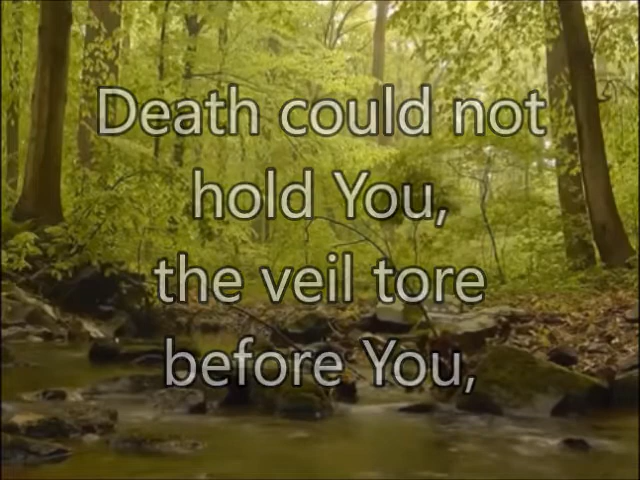 Death could not
hold You,
the veil tore
before You,